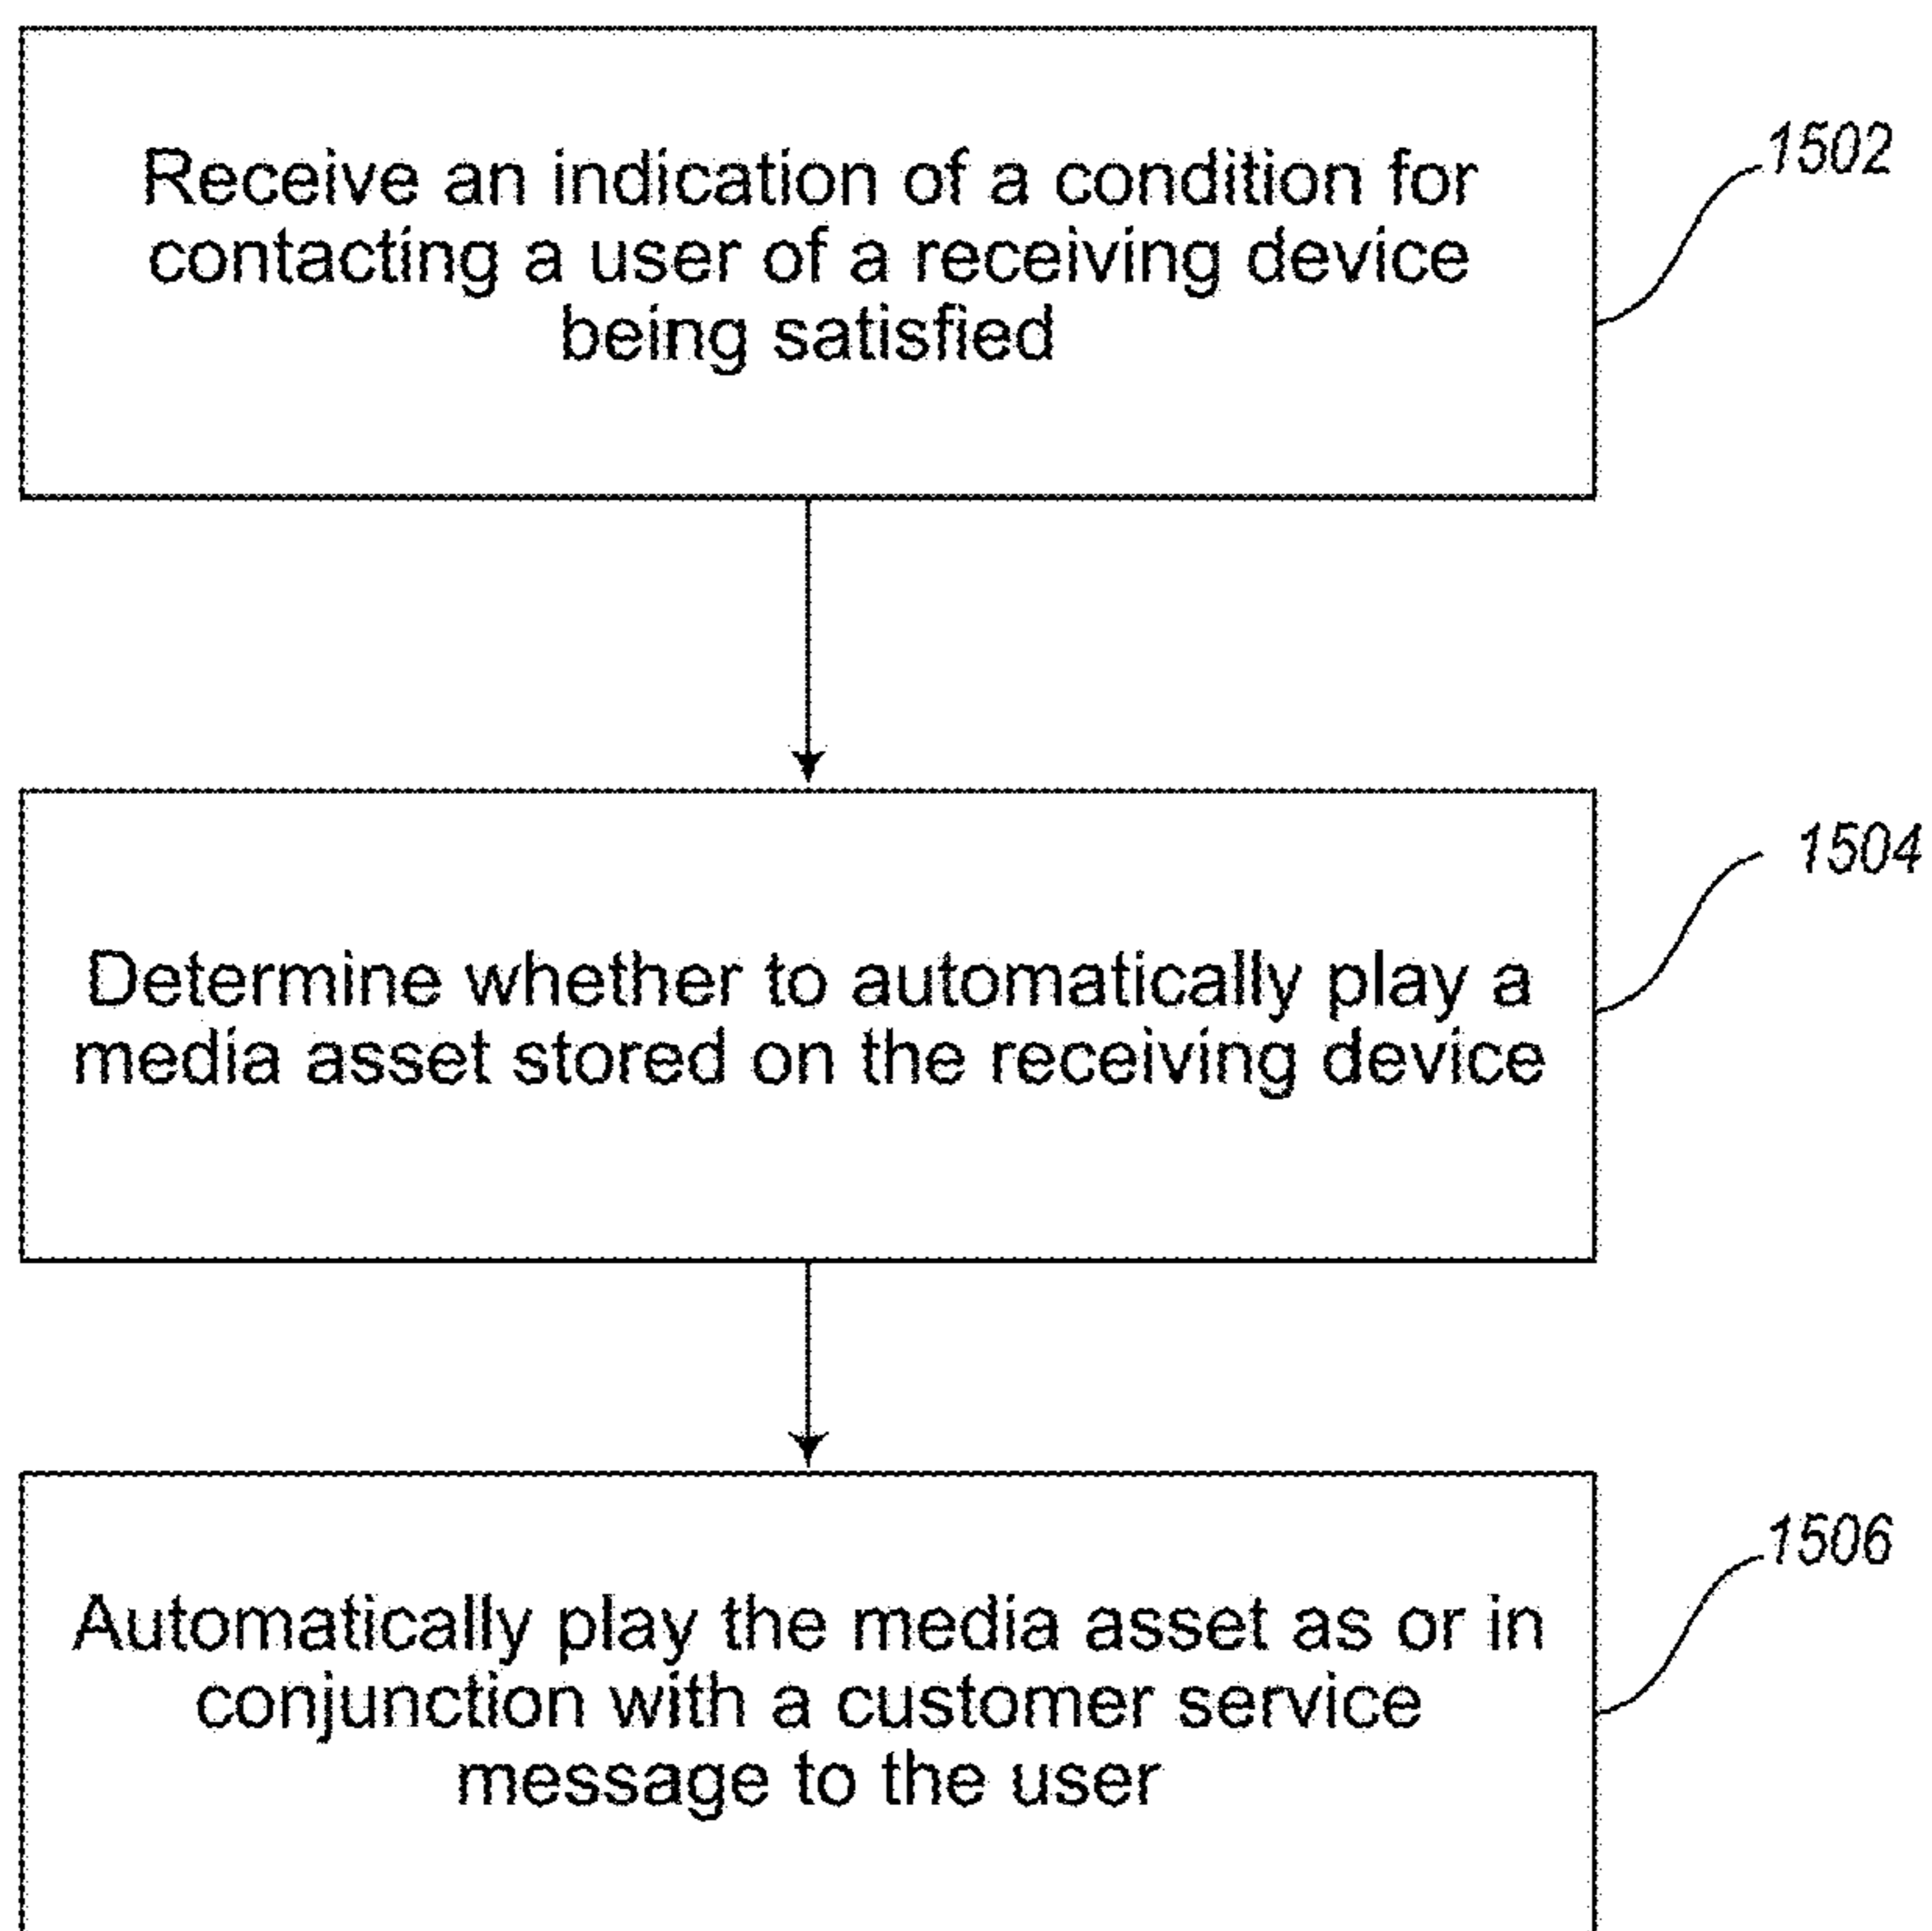 Receive an indication of a condition for
contacting a user of a receiving device
being satisfied
1502
Determine whether to automatically play a
media asset stored on the receiving device
1504
Automatically play the media asset as or in
conjunction with a customer service
message to the user
1506